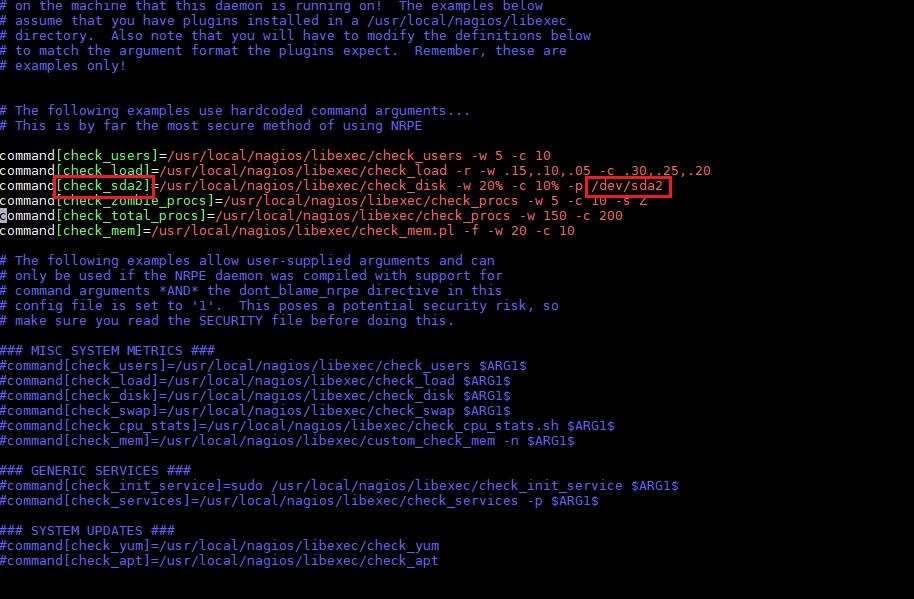 # on the machine that this daemon is running on!  The examples below
# assume that you have plugins installed in a /usr/local/nagios/libexec
# directory.  Also note that you will have to modify the definitions below
# to match the argument format the plugins expect.  Remember, these are
# examples only!
# The following examples use hardcoded command arguments...
# This is by far the most secure method of using NRPE
command[check_users]=/usr/local/nagios/libexec/check_users -w 5 -c 10
command[check_load]=/usr/local/nagios/libexec/check_load -r -w .15,.10,.05 -c .30,.25,.20
command[check_sda2]=/usr/local/nagios/libexec/check_disk -w 20% -c 10% -p /dev/sda2
command[check_zombie_procs]=/usr/local/nagios/libexec/check_procs -w 5 -c 10 -s Z
command[check_total_procs]=/usr/local/nagios/libexec/check_procs -w 150 -c 200
command[check_mem]=/usr/local/nagios/libexec/check_mem.pl -f -w 20 -c 10
# The following examples allow user-supplied arguments and can
# only be used if the NRPE daemon was compiled with support for
# command arguments *AND* the dont_blame_nrpe directive in this
# config file is set to '1'.  This poses a potential security risk, so
# make sure you read the SECURITY file before doing this.
### MISC SYSTEM METRICS ###
#command[check_users]=/usr/local/nagios/libexec/check_users $ARG1$
#command[check_load]=/usr/local/nagios/libexec/check_load $ARG1$
#command[check_disk]=/usr/local/nagios/libexec/check_disk $ARG1$
#command[check_swap]=/usr/local/nagios/libexec/check_swap $ARG1$
#command[check_cpu_stats]=/usr/local/nagios/libexec/check_cpu_stats.sh $ARG1$
#command[check_mem]=/usr/local/nagios/libexec/custom_check_mem -n $ARG1$
### GENERIC SERVICES ###
#command[check_init_service]=sudo /usr/local/nagios/libexec/check_init_service $ARG1$
#command[check_services]=/usr/local/nagios/libexec/check_services -p $ARG1$
### SYSTEM UPDATES ###
#command[check_yum]=/usr/local/nagios/libexec/check_yum
#command[check_apt]=/usr/local/nagios/libexec/check_apt